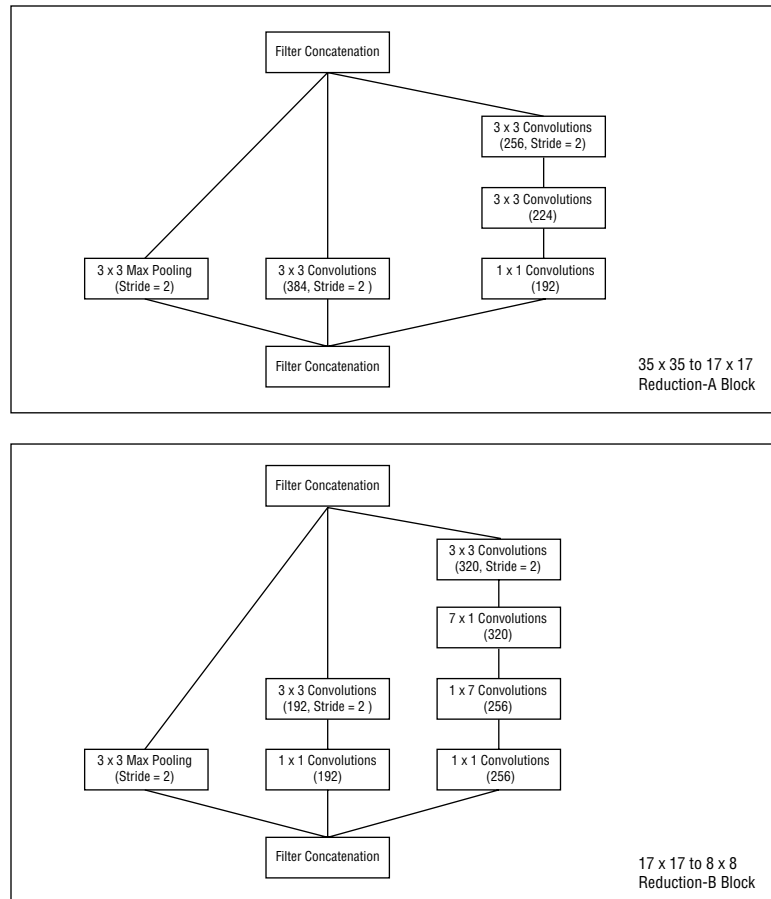 Filter Concatenation
3 x 3 Convolutions
(256, Stride = 2)
3 x 3 Convolutions
(224)
3 x 3 Max Pooling
(Stride = 2)
3 x 3 Convolutions
(384, Stride = 2 )
1 x 1 Convolutions
(192)
Filter Concatenation
35 x 35 to 17 x 17
Reduction-A Block
Filter Concatenation
3 x 3 Convolutions
(320, Stride = 2)
7 x 1 Convolutions
(320)
3 x 3 Convolutions
(192, Stride = 2 )
1 x 7 Convolutions
(256)
3 x 3 Max Pooling
(Stride = 2)
1 x 1 Convolutions
(192)
1 x 1 Convolutions
(256)
Filter Concatenation
17 x 17 to 8 x 8
Reduction-B Block